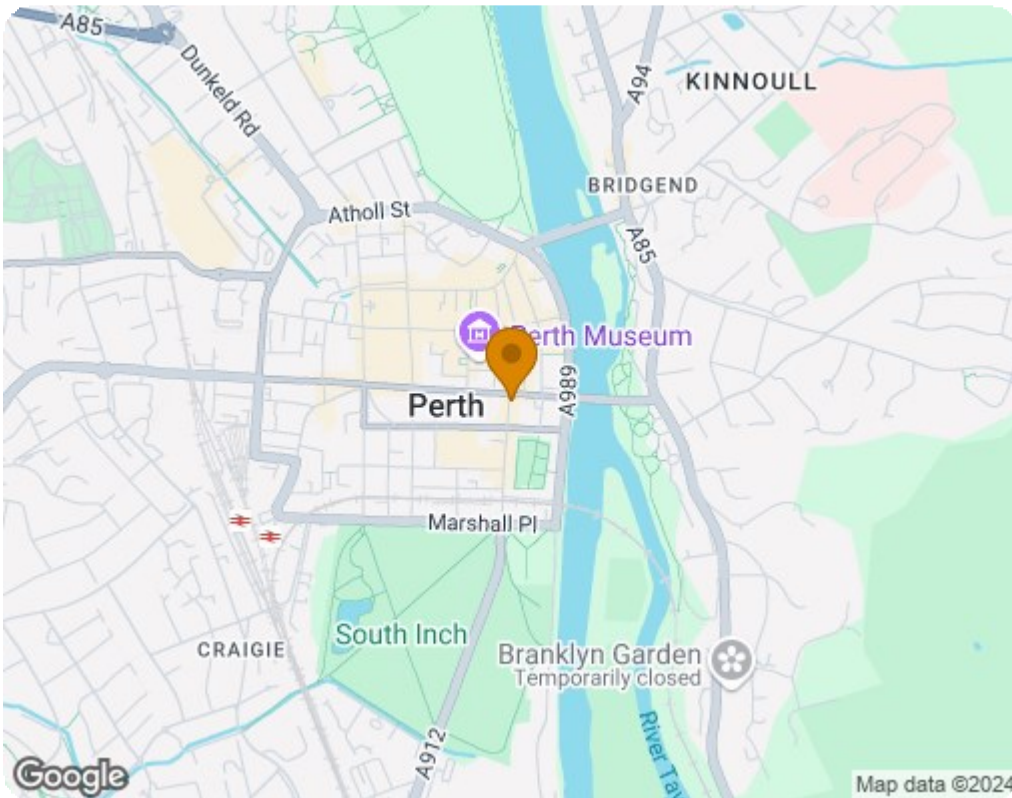 A85
Dunkeld Rd
A94
KINNOULL
BRIDGEND
Atholl St
A85
Perth Museum
A989
Perth
Marshall Pl
South Inch
CRAIGIE
Branklyn Garden
Temporarily closed
A912
River Tay
Google
Map data ©2024